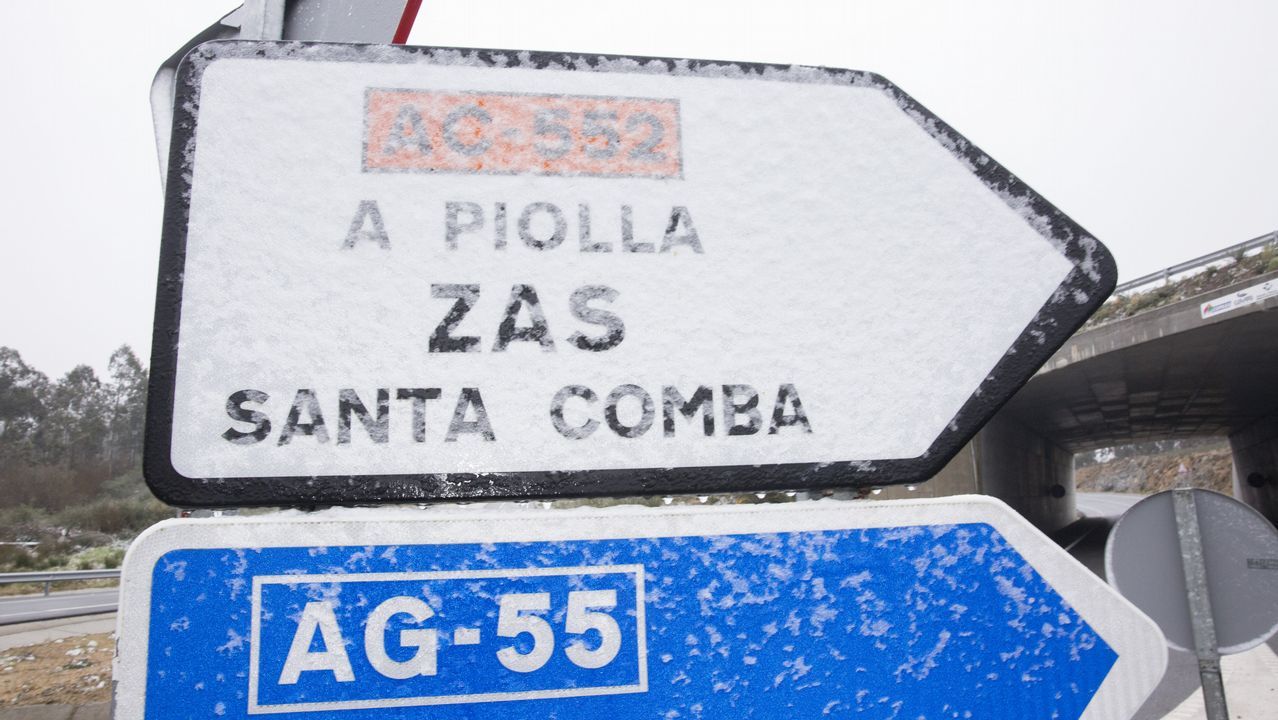 AC-552
A PIOLLA
ZAS
SANTA COMBA
AG-55